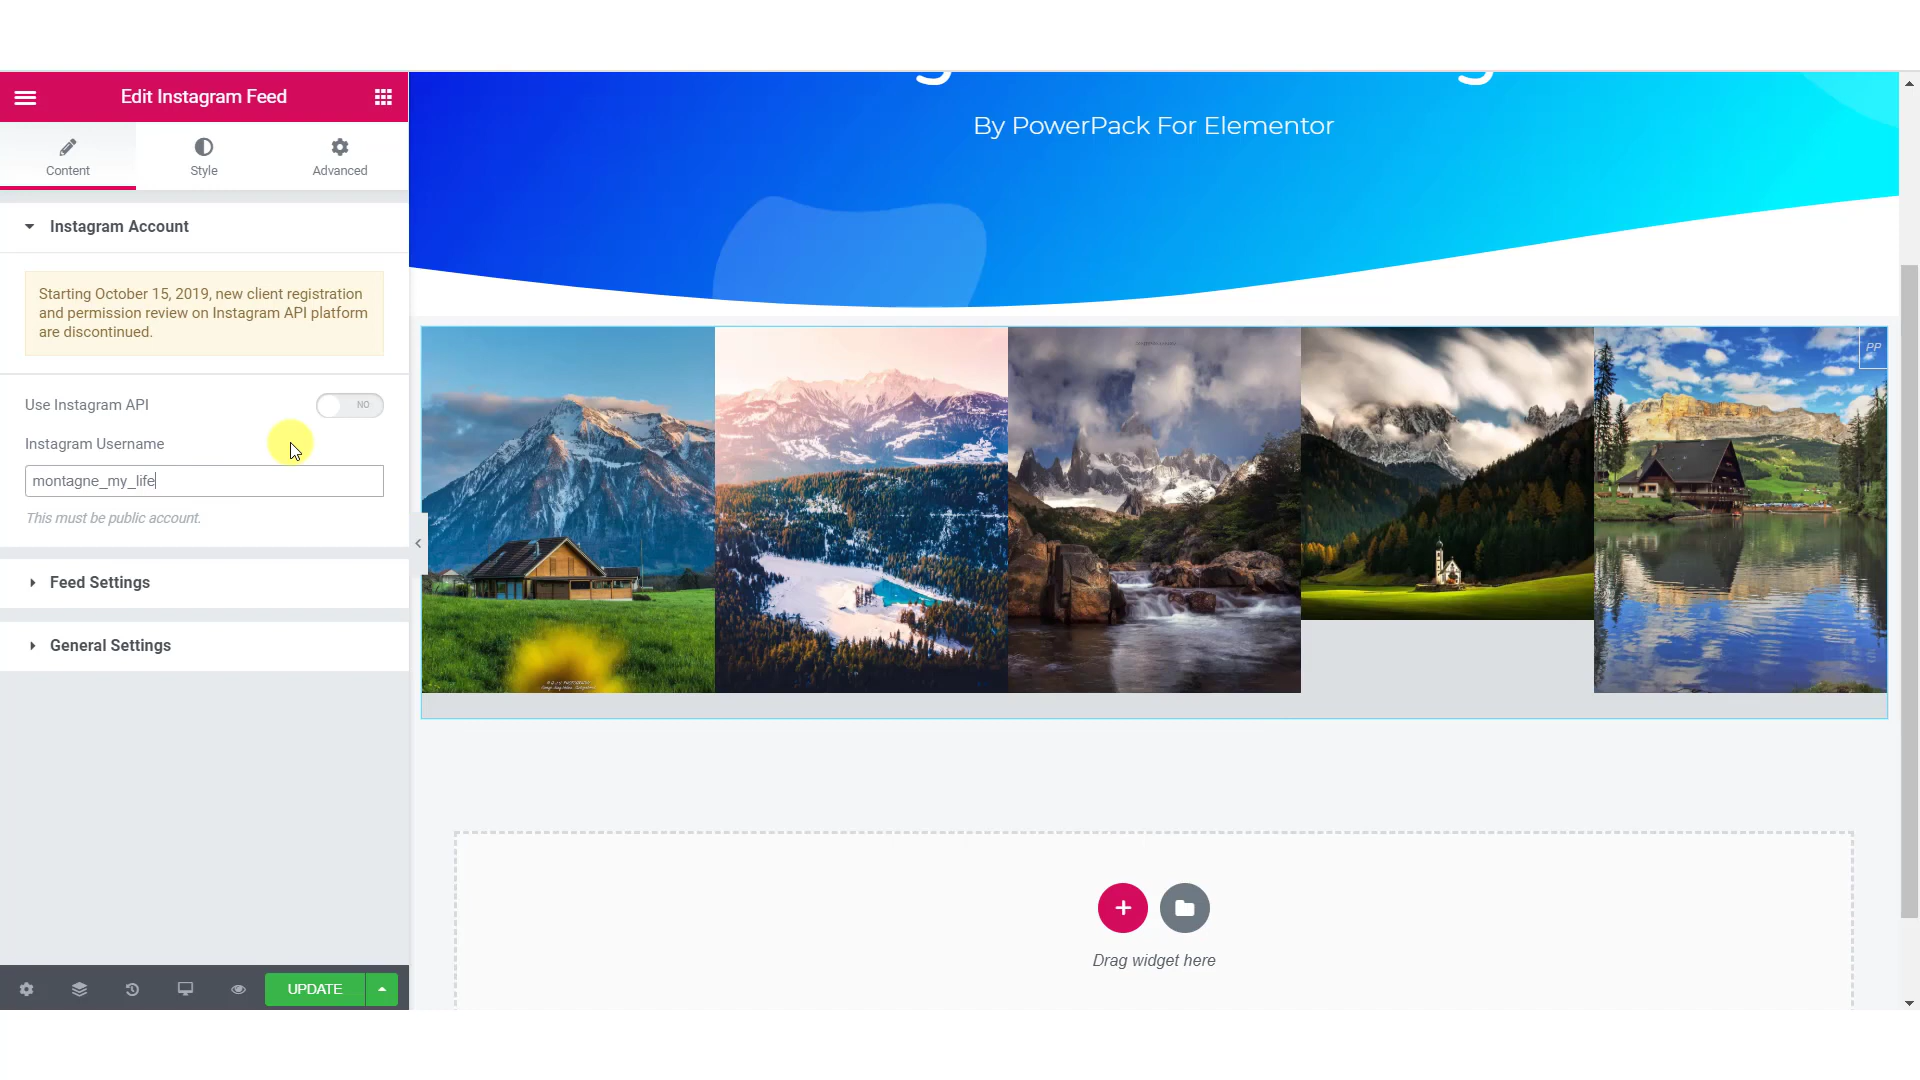 Edit Instagram Feed
Content
Style
Advanced
Instagram Account
Starting October 15, 2019, new client registration
and permission review on Instagram API platform
are discontinued.
Use Instagram API
NO
Instagram Username
montagne_my_life
This must be public account.
Feed Settings
General Settings
UPDATE
By PowerPack For Elementor
PP
Drag widget here